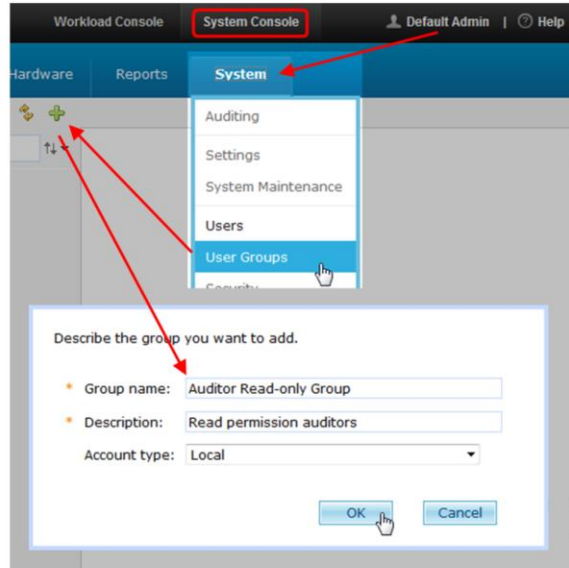 Workload Console System Console Default Admin | Help
Hardware Reports System
Auditing
Settings
System Maintenance
Users
User Groups
Security
Describe the group you want to add.
* Group name: Auditor Read-only Group
* Description: Read permission auditors
Account type: Local
OK Cancel